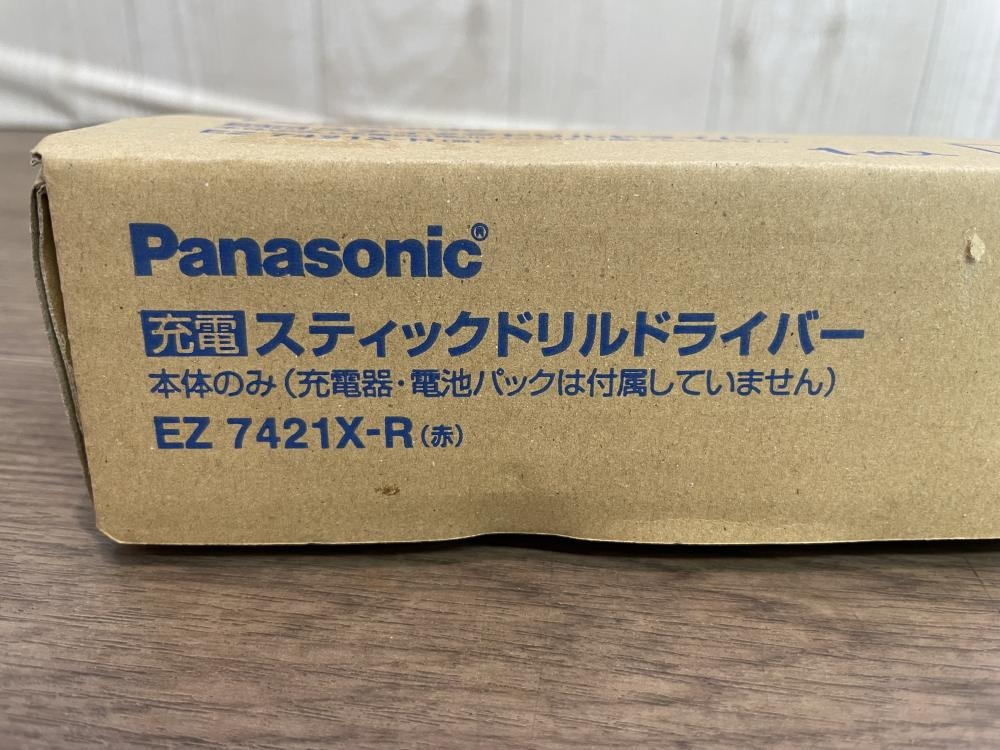 Panasonic®
充電スティックドリルドライバー
本体のみ(充電器・電池パックは付属していません)
EZ 7421X-R(赤)